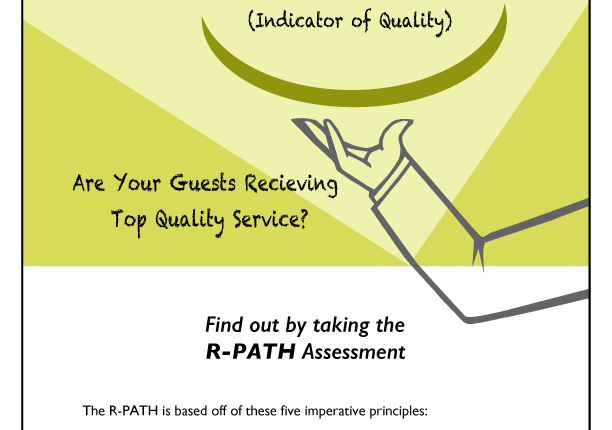 (Indicator of Quality)
Are Your Guests Recieving
Top Quality Service?
Find out by taking the
R-PATH Assessment
The R-PATH is based off of these five imperative principles: